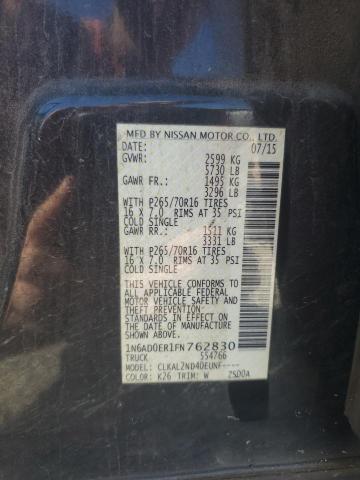 MFD BY NISSAN MOTOR CO., LTD.
DATE: 07/15
GVWR: 2599 KG
5730 LB
GAWR FR.: 1495 KG
3296 LB
WITH P265/70R16 TIRES
16 X 7.0 RIMS AT 35 PSI
COLD SINGLE
GAWR RR.: 1511 KG
3331 LB
WITH P265/70R16 TIRES
16 X 7.0 RIMS AT 35 PSI
COLD SINGLE
THIS VEHICLE CONFORMS TO ALL
APPLICABLE U.S. FEDERAL
MOTOR VEHICLE SAFETY AND
THEFT PREVENTION
STANDARDS IN EFFECT ON THE
DATE OF MANUFACTURE
SHOWN ABOVE.
1N6AD0ER1FN762830
TRUCK 554766
MODEL: CLKALZND40EUNF----
COLOR: K26 TRIM: W ZSD0A